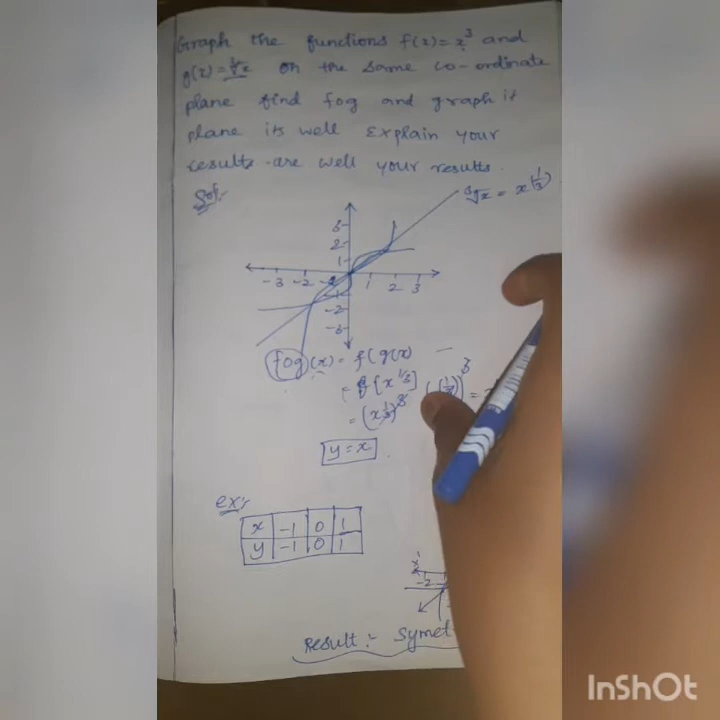 Graph the functions f(x)=x³ and
g(x)=∛x on the same co-ordinate
plane find fog and graph it
plane its well Explain your
results are well your results.
Sol:
∛x = x^(1/3)
3
2
1
-3 -2 -1 1 2 3
-1
-2
-3
fog(x) = f(g(x)
= f[x^1/3]
= (x^1/3)^3
y=x
ex:
x -1 0 1
y -1 0 1
x'
-2
Result:- Symet
InShOt